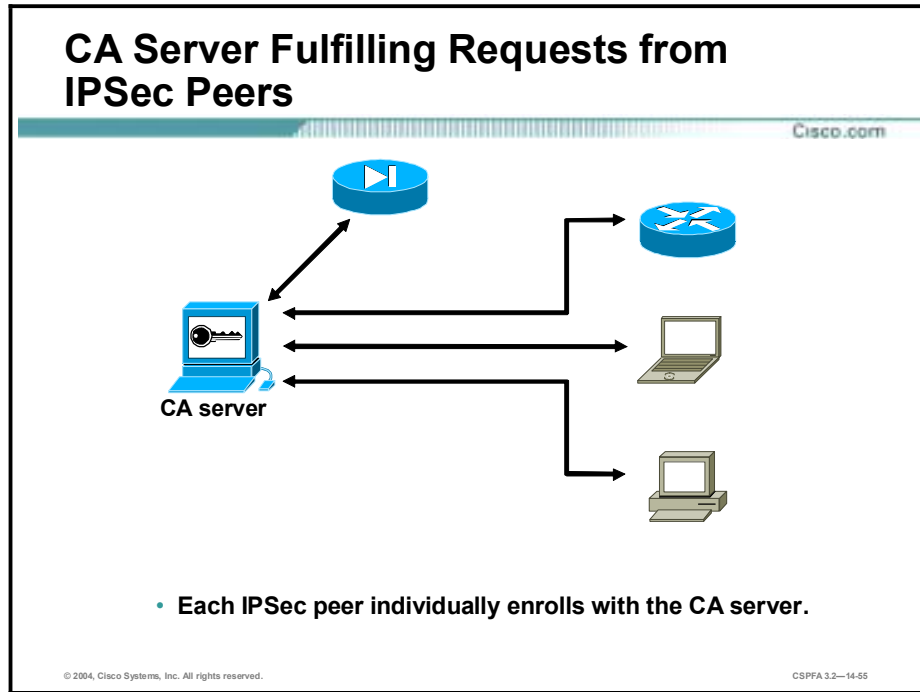 CA Server Fulfilling Requests from
IPSec Peers
Cisco.com
CA server
• Each IPSec peer individually enrolls with the CA server.
© 2004, Cisco Systems, Inc. All rights reserved.
CSPFA 3.2—14-55